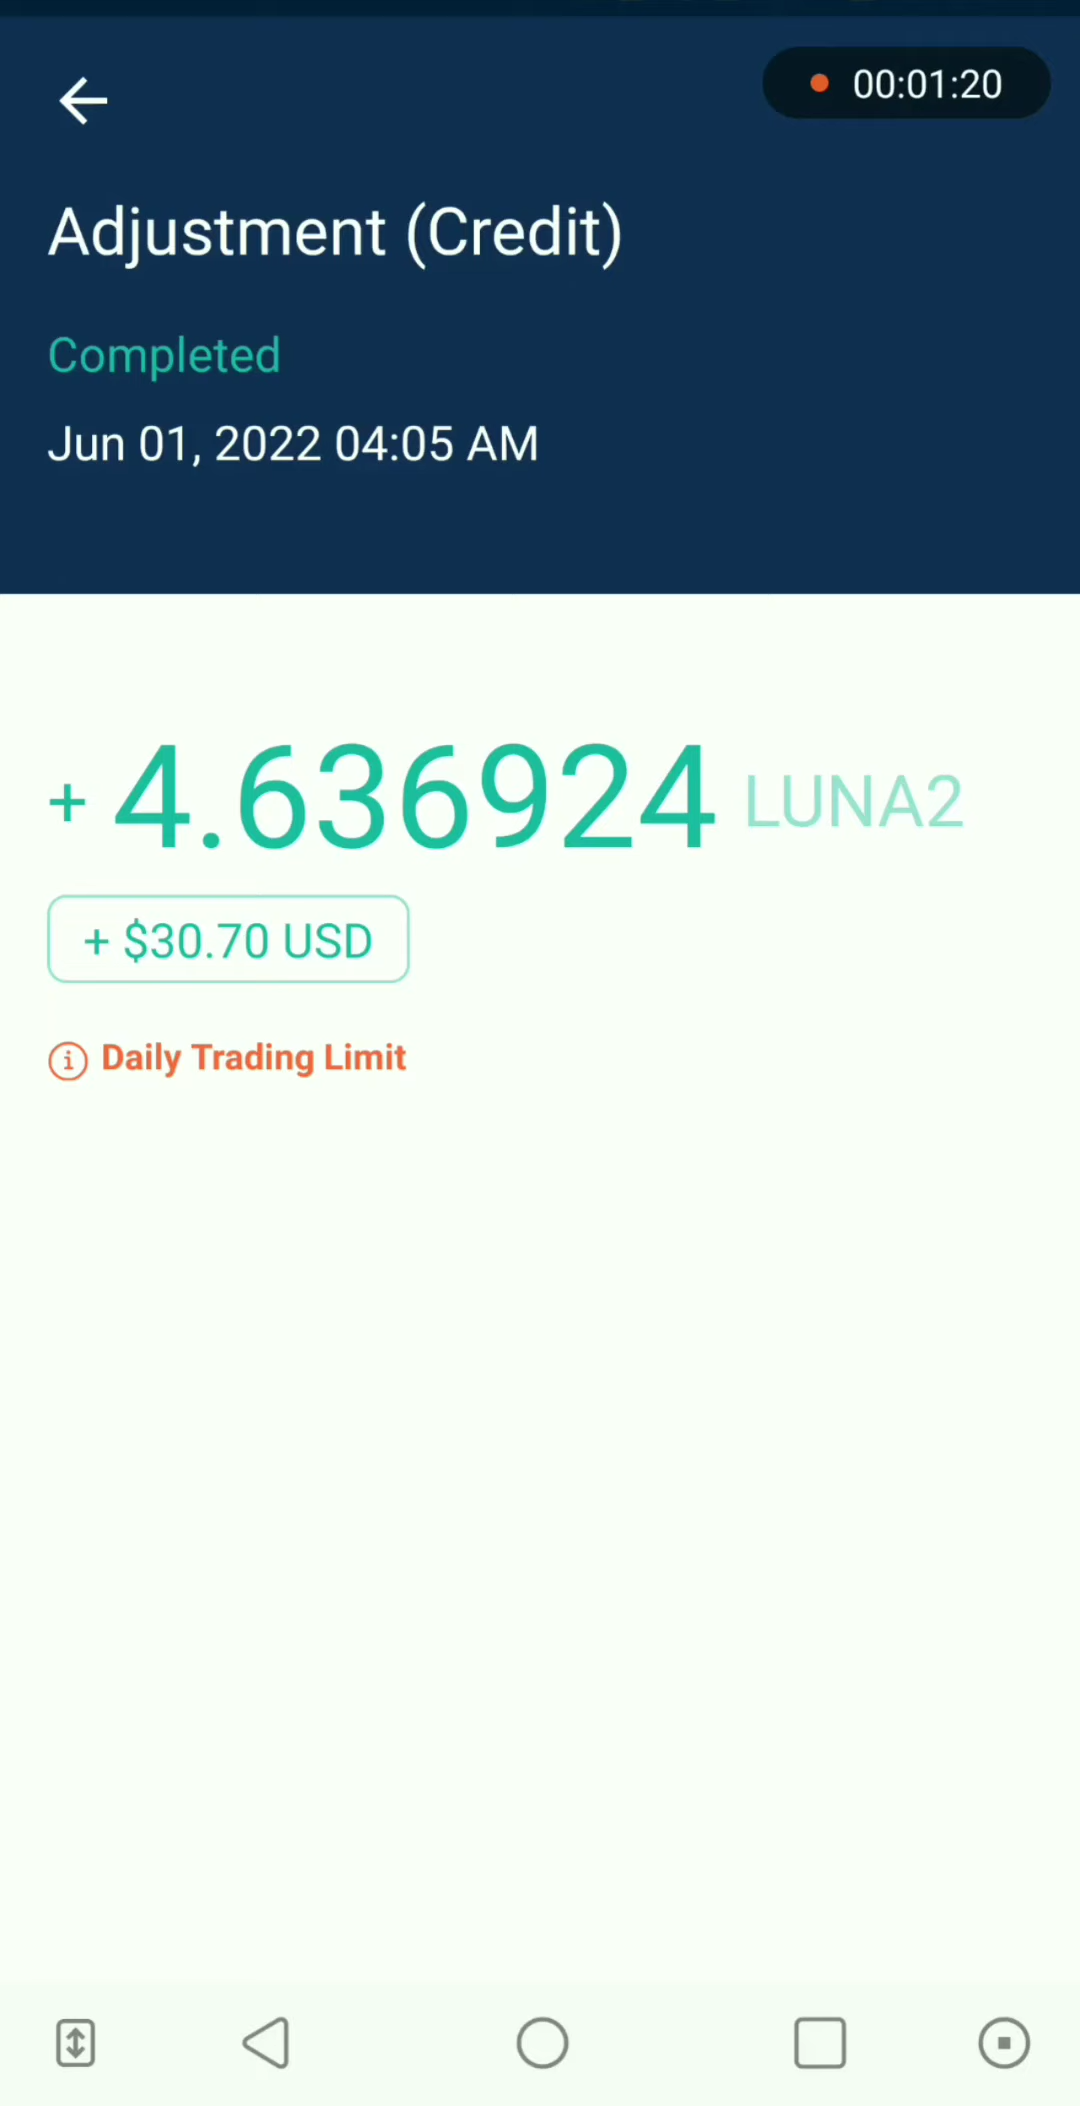 00:01:20
Adjustment (Credit)
Completed
Jun 01, 2022 04:05 AM
+ 4.636924 LUNA2
+ $30.70 USD
Daily Trading Limit